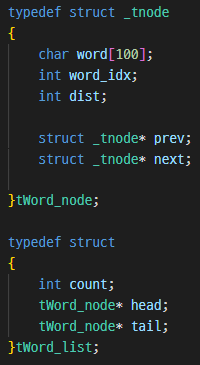 typedef struct _tnode
{
    char word[100];
    int word_idx;
    int dist;

    struct _tnode* prev;
    struct _tnode* next;

}tWord_node;

typedef struct
{
    int count;
    tWord_node* head;
    tWord_node* tail;
}tWord_list;